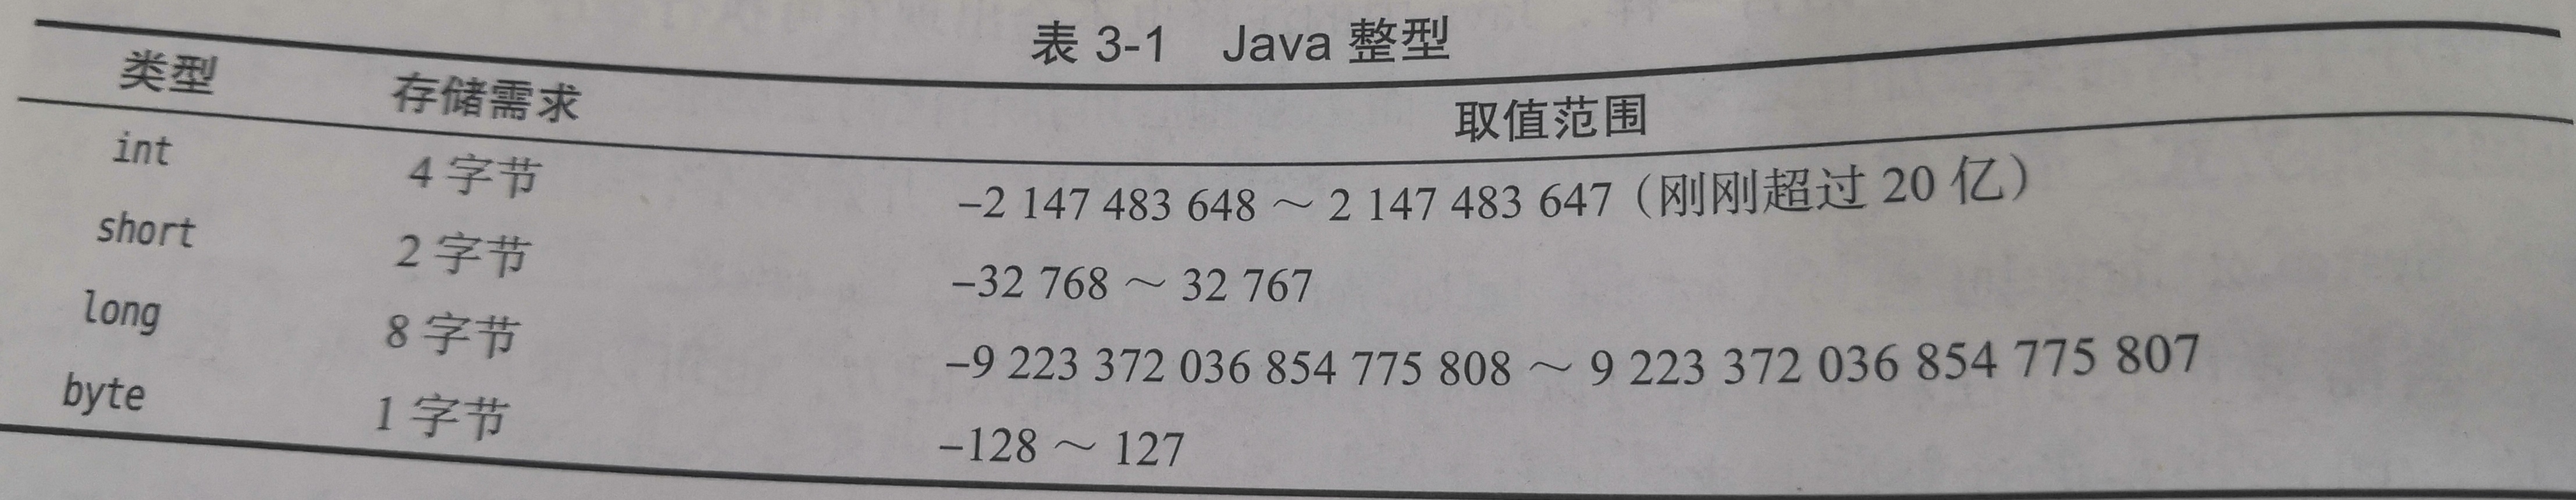 表 3-1 Java 整型
类型 存储需求 取值范围
int 4 字节 –2 147 483 648 ～ 2 147 483 647（刚刚超过 20 亿）
short 2 字节 –32 768 ～ 32 767
long 8 字节 –9 223 372 036 854 775 808 ～ 9 223 372 036 854 775 807
byte 1 字节 –128 ～ 127